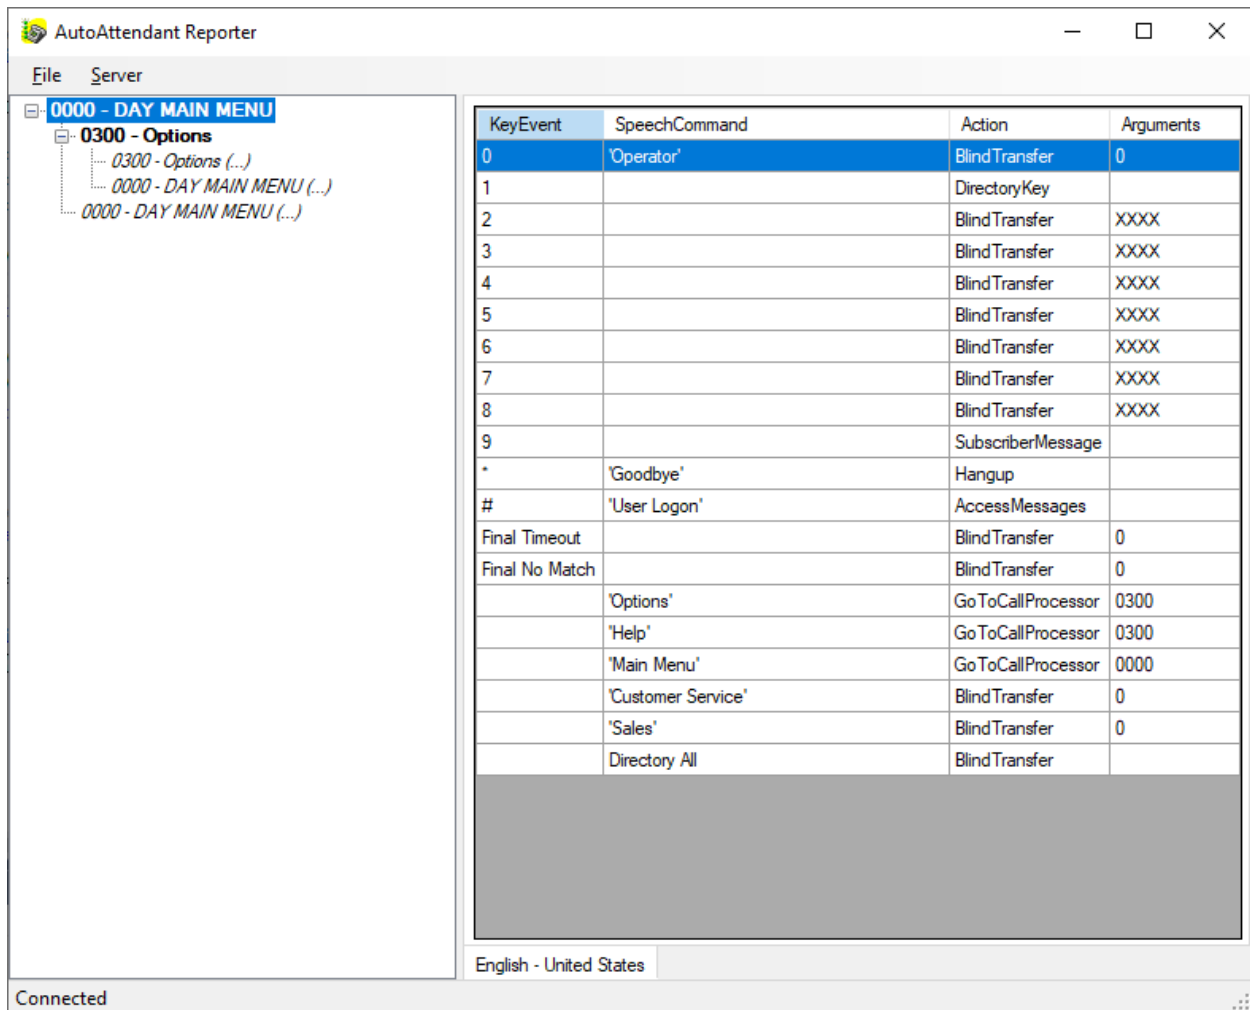 AutoAttendant Reporter
File Server
0000 - DAY MAIN MENU
0300 - Options
0300 - Options (...)
0000 - DAY MAIN MENU (...)
0000 - DAY MAIN MENU (...)
KeyEvent SpeechCommand Action Arguments
0 'Operator' BlindTransfer 0
1 DirectoryKey
2 BlindTransfer XXXX
3 BlindTransfer XXXX
4 BlindTransfer XXXX
5 BlindTransfer XXXX
6 BlindTransfer XXXX
7 BlindTransfer XXXX
8 BlindTransfer XXXX
9 SubscriberMessage
* 'Goodbye' Hangup
# 'User Logon' AccessMessages
Final Timeout BlindTransfer 0
Final No Match BlindTransfer 0
'Options' GoToCallProcessor 0300
'Help' GoToCallProcessor 0300
'Main Menu' GoToCallProcessor 0000
'Customer Service' BlindTransfer 0
'Sales' BlindTransfer 0
Directory All BlindTransfer
English - United States
Connected